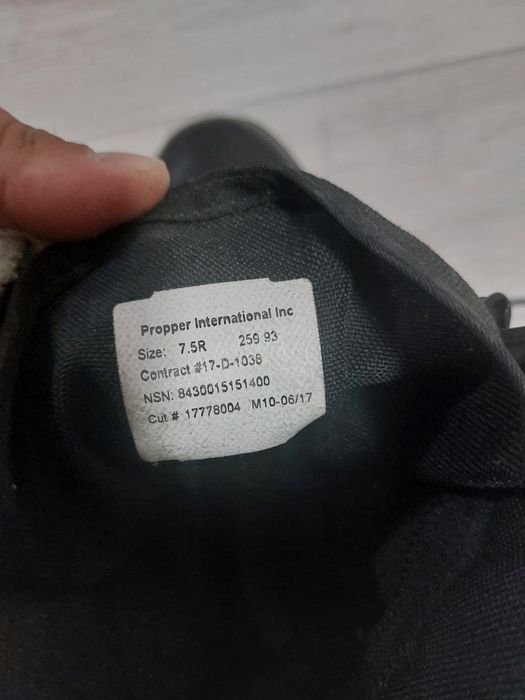 Propper International Inc
Size: 7.5R 259 93
Contract #17-D-1038
NSN: 8430015151400
Cut # 17778004 M10-06/17